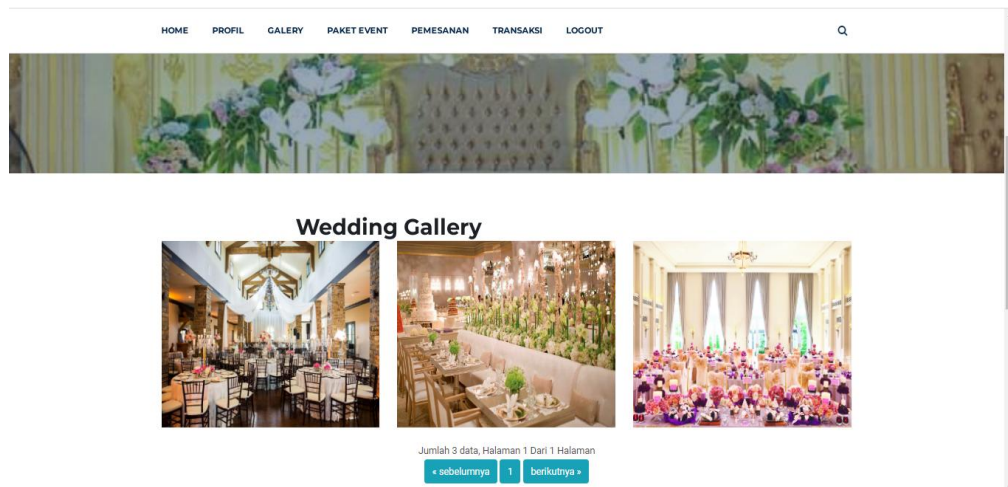 HOME PROFIL GALERY PAKET EVENT PEMESANAN TRANSAKSI LOGOUT
Wedding Gallery
Jumlah 3 data, Halaman 1 Dari 1 Halaman
« sebelumnya 1 berikutnya »